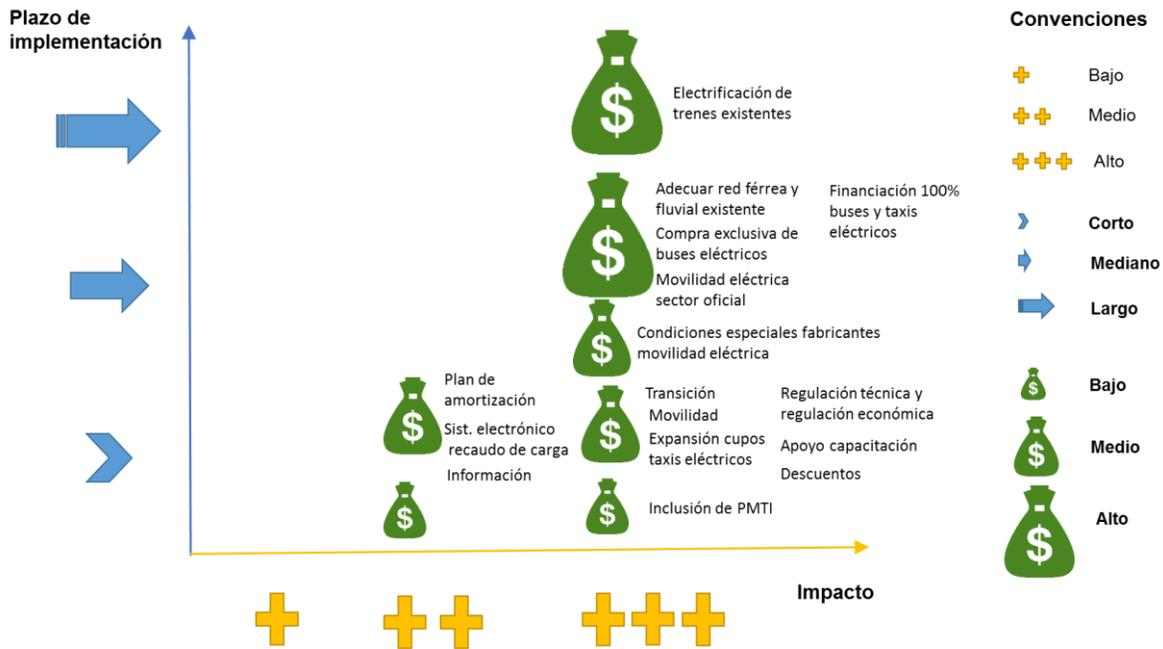 Plazo de
implementación
Electrificación de
trenes existentes
Adecuar red férrea y
fluvial existente
Compra exclusiva de
buses eléctricos
Movilidad eléctrica
sector oficial
Financiación 100%
buses y taxis
eléctricos
Condiciones especiales fabricantes
movilidad eléctrica
Plan de
amortización
Sist. electrónico
recaudo de carga
Información
Transición
Movilidad
Expansión cupos
taxis eléctricos
Regulación técnica y
regulación económica
Apoyo capacitación
Descuentos
Inclusión de PMTI
Impacto
Convenciones
Bajo
Medio
Alto
Corto
Mediano
Largo
Bajo
Medio
Alto